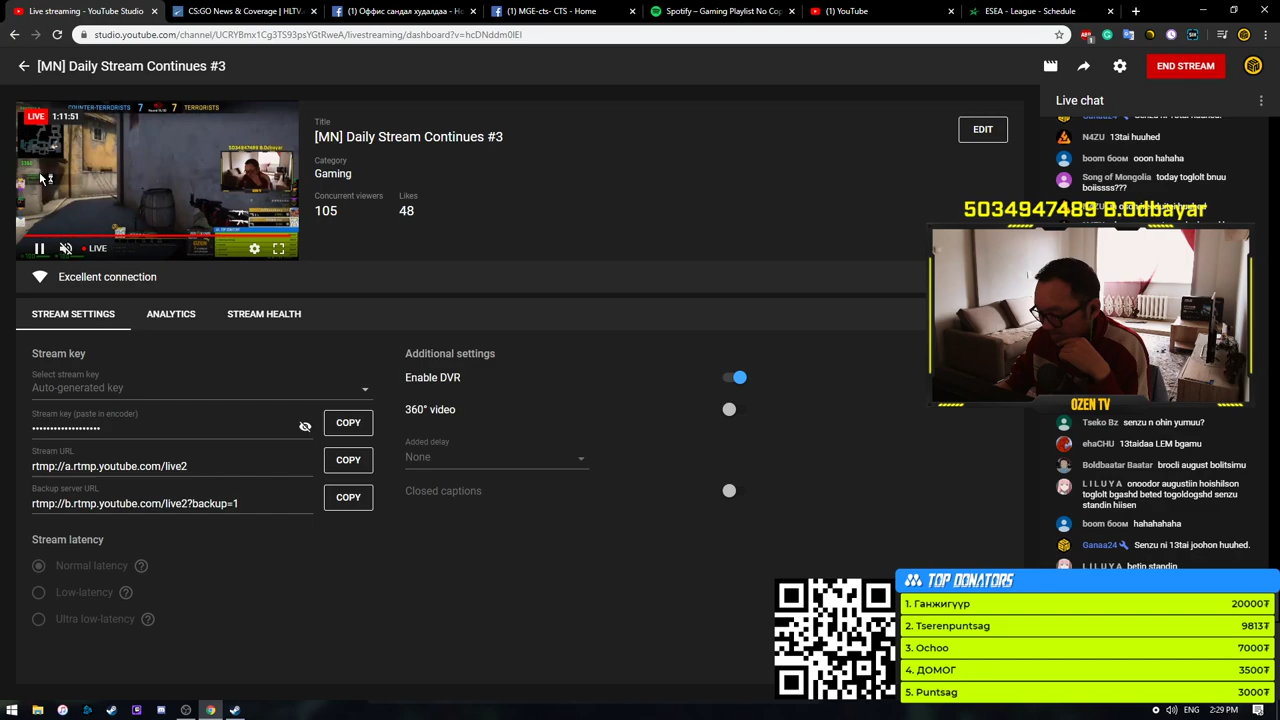 Live streaming - YouTube Studio
CS:GO News & Coverage | HLTV.
(1) Оффис сандал худалдаа - H
(1) MGE-cts- CTS - Home
Spotify – Gaming Playlist No Cop
(1) YouTube
ESEA - League - Schedule
studio.youtube.com/channel/UCRYBmx1Cg3TS93psYGtRweA/livestreaming/dashboard?v=hcDNddm0lEI
[MN] Daily Stream Continues #3
END STREAM
COUNTER-TERRORISTS 7 7 TERRORISTS
LIVE 1:11:51
5034947489 B.Odbayar
LIVE
Title
[MN] Daily Stream Continues #3
EDIT
Category
Gaming
Concurrent viewers
105
Likes
48
Excellent connection
STREAM SETTINGS
ANALYTICS
STREAM HEALTH
Stream key
Select stream key
Auto-generated key
Stream key (paste in encoder)
COPY
Stream URL
rtmp://a.rtmp.youtube.com/live2
COPY
Backup server URL
rtmp://b.rtmp.youtube.com/live2?backup=1
COPY
Stream latency
Normal latency
Low-latency
Ultra low-latency
Additional settings
Enable DVR
360° video
Added delay
None
Closed captions
Live chat
N4ZU 13tai huuhed
boom боом ooon hahaha
Song of Mongolia today toglolt bnuu
boiissss???
5034947489 B.Odbayar
OZEN TV
Tseko Bz senzu n ohin yumuu?
ehaCHU 13taidaa LEM bgamu
Boldbaatar Baatar brocli august bolitsimu
L I L U Y A onoodor augustiin hoishilson
toglolt bgashd beted togoldogshd senzu
standin hiisen
boom боом hahahahaha
Ganaa24 Senzu ni 13tai joohon huuhed.
L I L U Y A betin standin
TOP DONATORS
1. Ганжигүүр 20000₮
2. Tserenpuntsag 9813₮
3. Ochoo 7000₮
4. ДОМОГ 3500₮
5. Puntsag 3000₮
ENG 2:29 PM